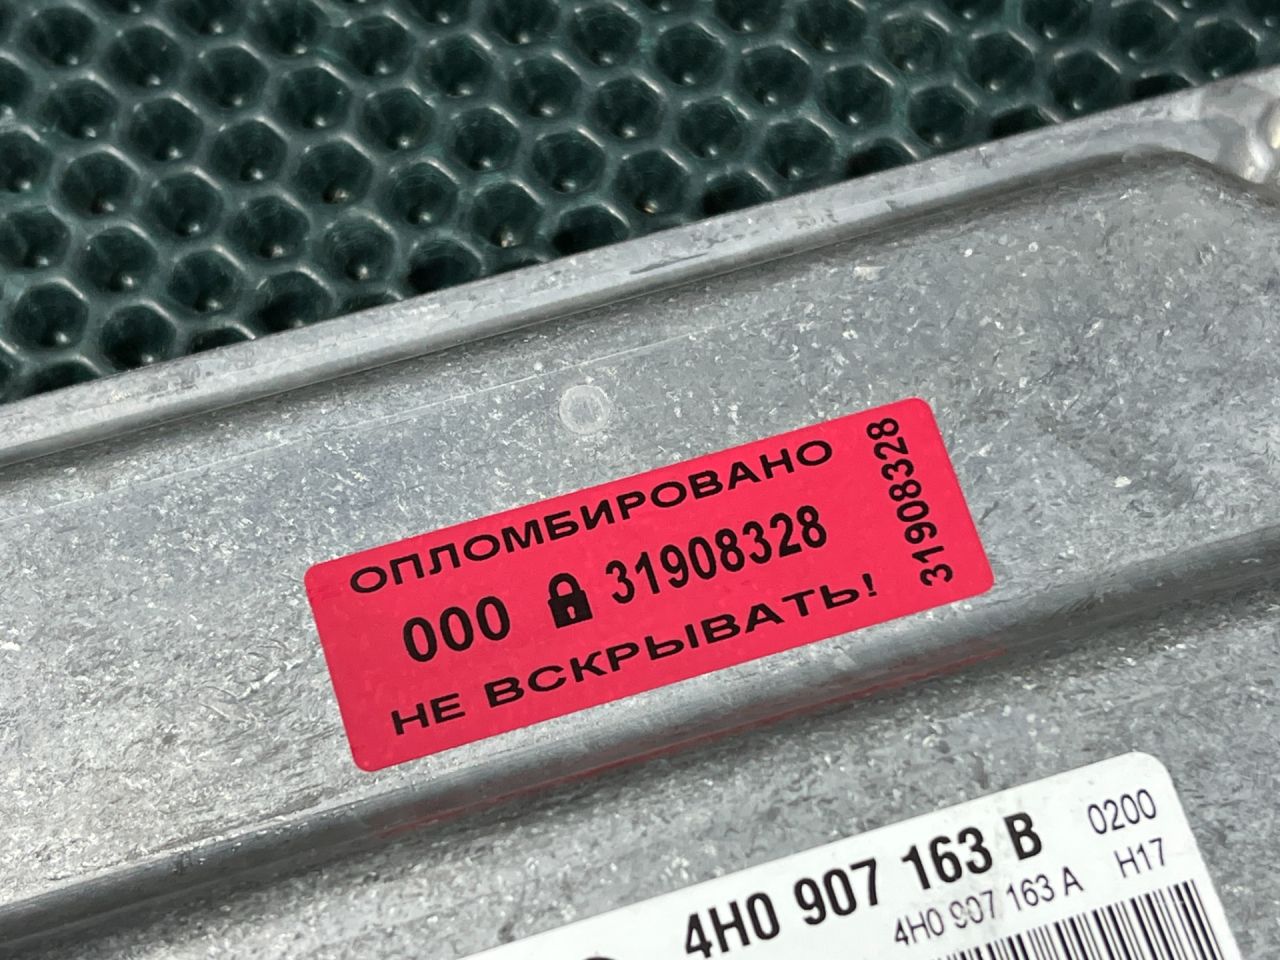 ОПЛОМБИРОВАНО
000 31908328
НЕ ВСКРЫВАТЬ!
31908328
4H0 907 163 B 0200
4H0 907 163 A H17